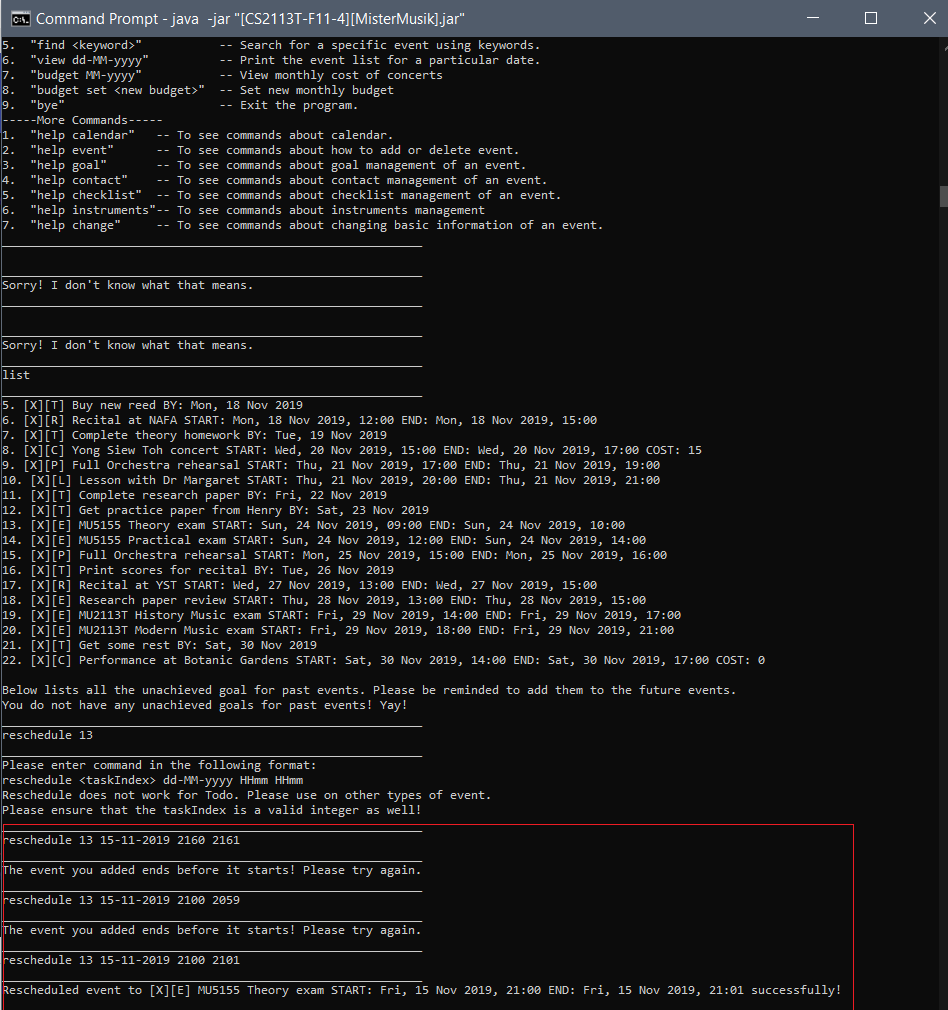 Command Prompt - java  -jar "[CS2113T-F11-4][MisterMusik].jar"
5.  "find <keyword>"           -- Search for a specific event using keywords.
6.  "view dd-MM-yyyy"          -- Print the event list for a particular date.
7.  "budget MM-yyyy"           -- View monthly cost of concerts
8.  "budget set <new budget>"  -- Set new monthly budget
9.  "bye"                      -- Exit the program.
-----More Commands-----
1.  "help calendar"   -- To see commands about calendar.
2.  "help event"      -- To see commands about how to add or delete event.
3.  "help goal"       -- To see commands about goal management of an event.
4.  "help contact"    -- To see commands about contact management of an event.
5.  "help checklist"  -- To see commands about checklist management of an event.
6.  "help instruments"-- To see commands about instruments management
7.  "help change"     -- To see commands about changing basic information of an event.
Sorry! I don't know what that means.
Sorry! I don't know what that means.
list
5. [X][T] Buy new reed BY: Mon, 18 Nov 2019
6. [X][R] Recital at NAFA START: Mon, 18 Nov 2019, 12:00 END: Mon, 18 Nov 2019, 15:00
7. [X][T] Complete theory homework BY: Tue, 19 Nov 2019
8. [X][C] Yong Siew Toh concert START: Wed, 20 Nov 2019, 15:00 END: Wed, 20 Nov 2019, 17:00 COST: 15
9. [X][P] Full Orchestra rehearsal START: Thu, 21 Nov 2019, 17:00 END: Thu, 21 Nov 2019, 19:00
10. [X][L] Lesson with Dr Margaret START: Thu, 21 Nov 2019, 20:00 END: Thu, 21 Nov 2019, 21:00
11. [X][T] Complete research paper BY: Fri, 22 Nov 2019
12. [X][T] Get practice paper from Henry BY: Sat, 23 Nov 2019
13. [X][E] MU5155 Theory exam START: Sun, 24 Nov 2019, 09:00 END: Sun, 24 Nov 2019, 10:00
14. [X][E] MU5155 Practical exam START: Sun, 24 Nov 2019, 12:00 END: Sun, 24 Nov 2019, 14:00
15. [X][P] Full Orchestra rehearsal START: Mon, 25 Nov 2019, 15:00 END: Mon, 25 Nov 2019, 16:00
16. [X][T] Print scores for recital BY: Tue, 26 Nov 2019
17. [X][R] Recital at YST START: Wed, 27 Nov 2019, 13:00 END: Wed, 27 Nov 2019, 15:00
18. [X][E] Research paper review START: Thu, 28 Nov 2019, 13:00 END: Thu, 28 Nov 2019, 15:00
19. [X][E] MU2113T History Music exam START: Fri, 29 Nov 2019, 14:00 END: Fri, 29 Nov 2019, 17:00
20. [X][E] MU2113T Modern Music exam START: Fri, 29 Nov 2019, 18:00 END: Fri, 29 Nov 2019, 21:00
21. [X][T] Get some rest BY: Sat, 30 Nov 2019
22. [X][C] Performance at Botanic Gardens START: Sat, 30 Nov 2019, 14:00 END: Sat, 30 Nov 2019, 17:00 COST: 0
Below lists all the unachieved goal for past events. Please be reminded to add them to the future events.
You do not have any unachieved goals for past events! Yay!
reschedule 13
Please enter command in the following format:
reschedule <taskIndex> dd-MM-yyyy HHmm HHmm
Reschedule does not work for Todo. Please use on other types of event.
Please ensure that the taskIndex is a valid integer as well!
reschedule 13 15-11-2019 2160 2161
The event you added ends before it starts! Please try again.
reschedule 13 15-11-2019 2100 2059
The event you added ends before it starts! Please try again.
reschedule 13 15-11-2019 2100 2101
Rescheduled event to [X][E] MU5155 Theory exam START: Fri, 15 Nov 2019, 21:00 END: Fri, 15 Nov 2019, 21:01 successfully!